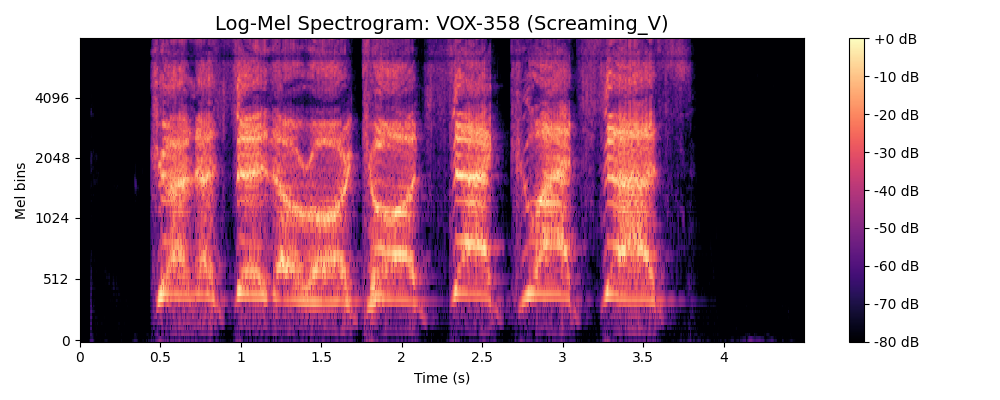 Log-Mel Spectrogram: VOX-358 (Screaming_V)
+0 dB
-10 dB
-20 dB
-30 dB
-40 dB
-50 dB
-60 dB
-70 dB
-80 dB
Mel bins
4096
2048
1024
512
0
0 0.5 1 1.5 2 2.5 3 3.5 4
Time (s)